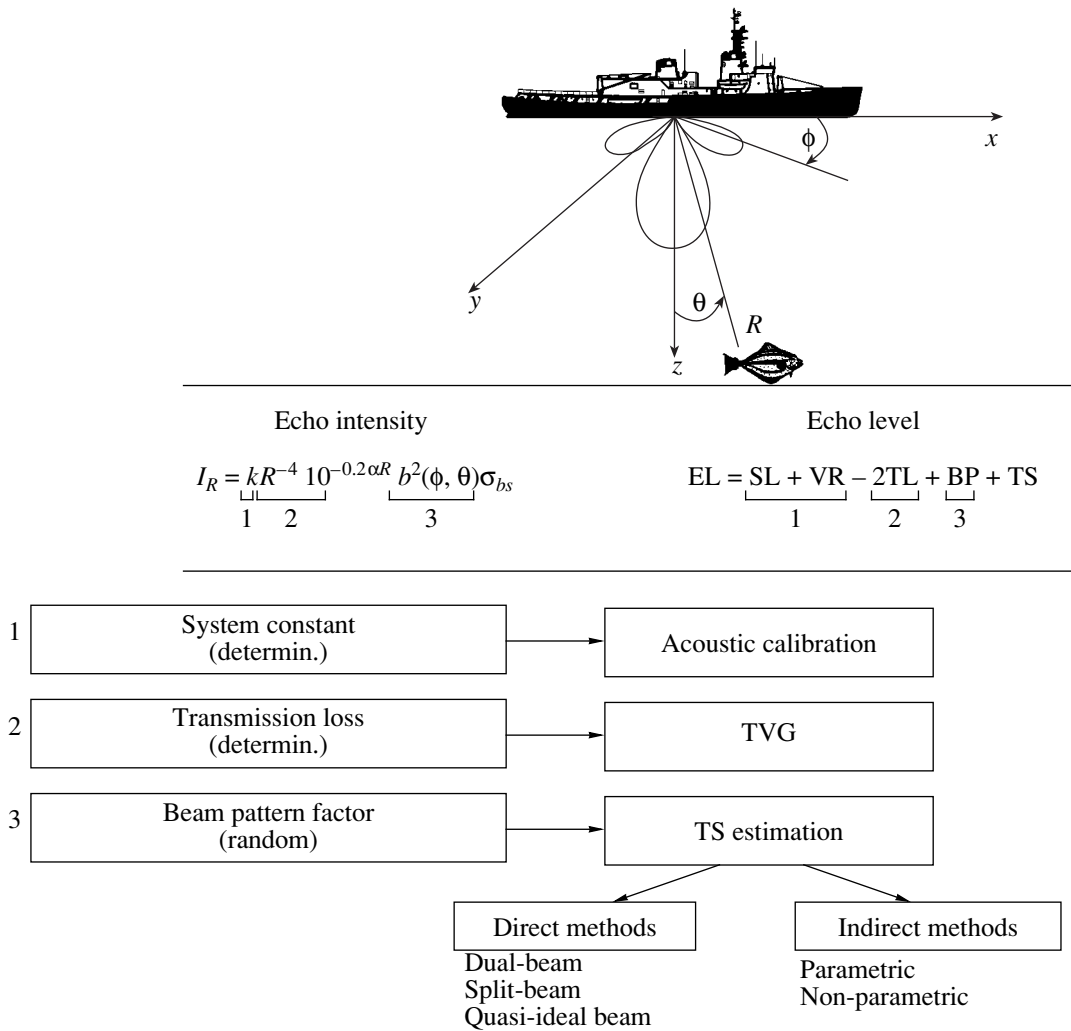 x
ϕ
y
θ
R
z
Echo intensity
Echo level
I_R = kR^−4 10^−0.2αR b^2(ϕ, θ)σ_bs
1 2 3
EL = SL + VR − 2TL + BP + TS
1 2 3
1
System constant
(determin.)
Acoustic calibration
2
Transmission loss
(determin.)
TVG
3
Beam pattern factor
(random)
TS estimation
Direct methods
Indirect methods
Dual-beam
Split-beam
Quasi-ideal beam
Parametric
Non-parametric